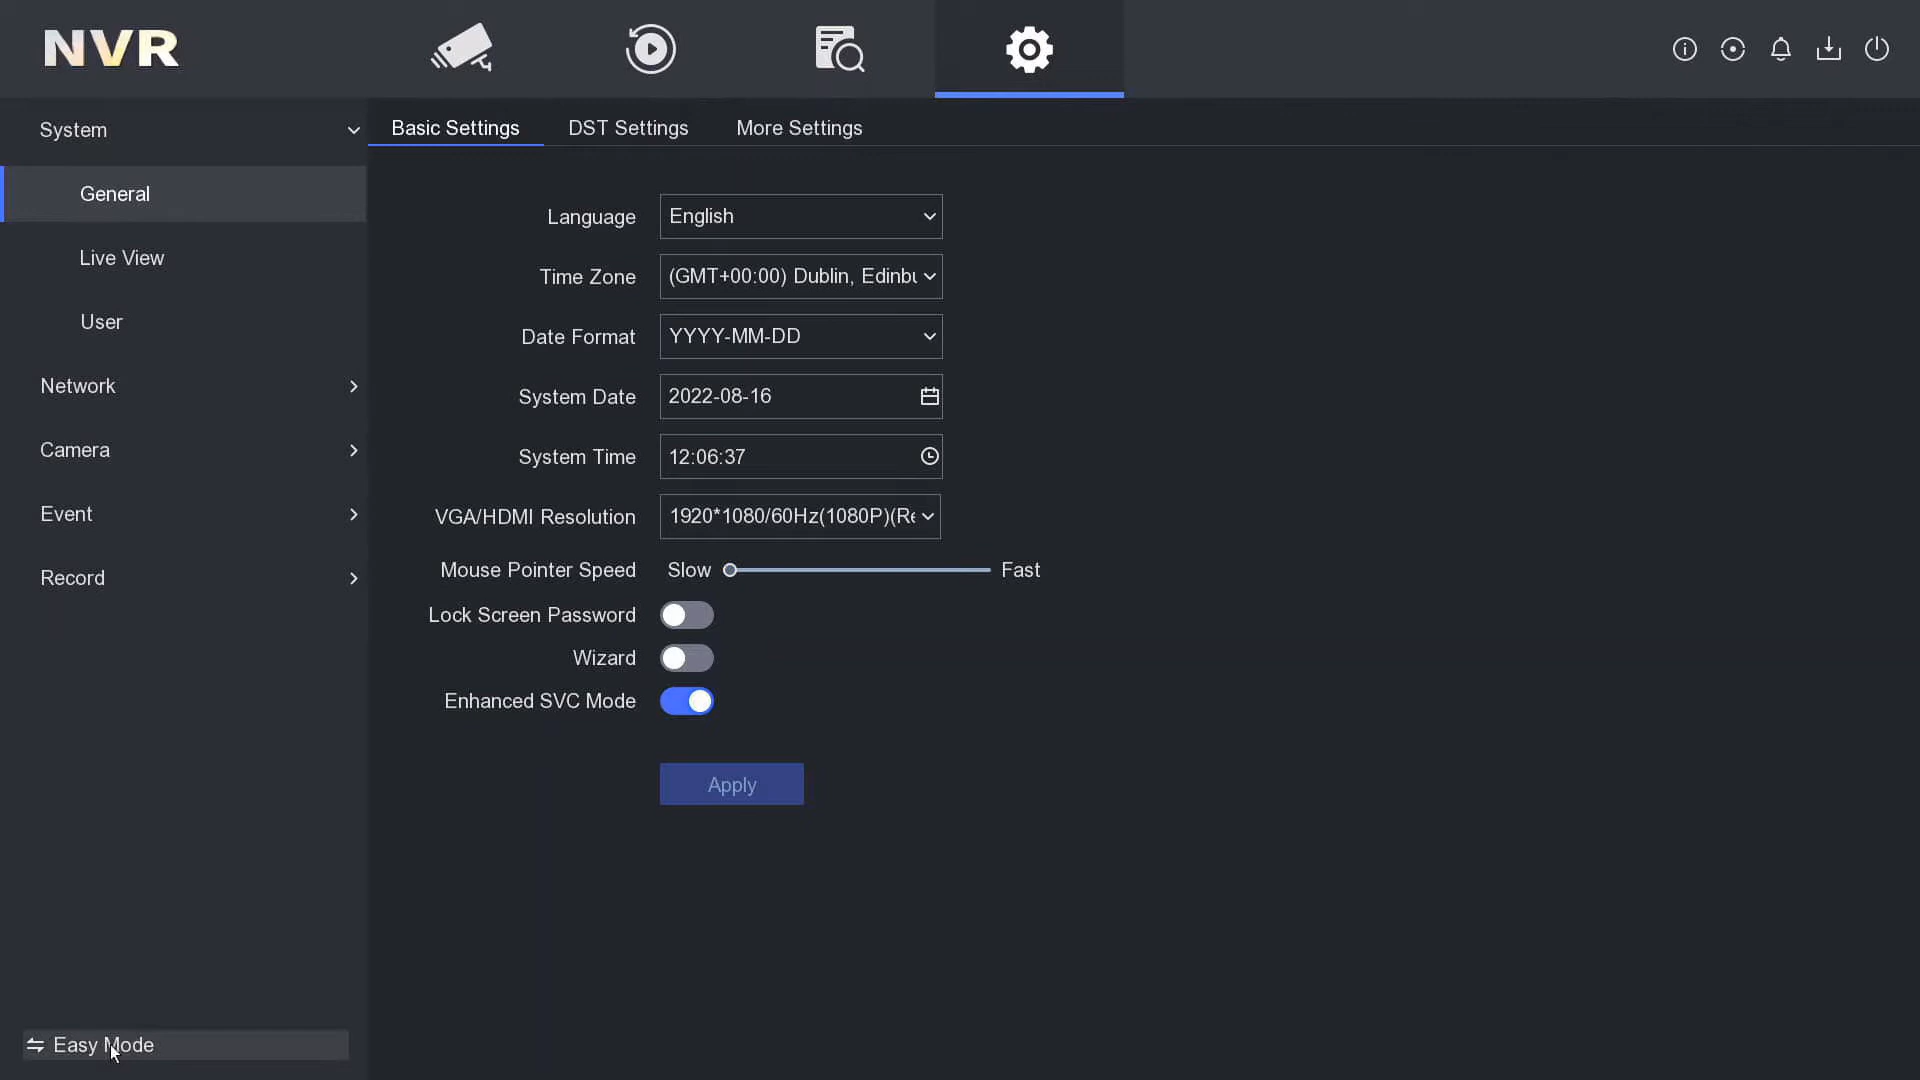 NVR
System
General
Live View
User
Network
Camera
Event
Record
Easy Mode
Basic Settings DST Settings More Settings
Language English
Time Zone (GMT+00:00) Dublin, Edinbu
Date Format YYYY-MM-DD
System Date 2022-08-16
System Time 12:06:37
VGA/HDMI Resolution 1920*1080/60Hz(1080P)(Re
Mouse Pointer Speed Slow Fast
Lock Screen Password
Wizard
Enhanced SVC Mode
Apply